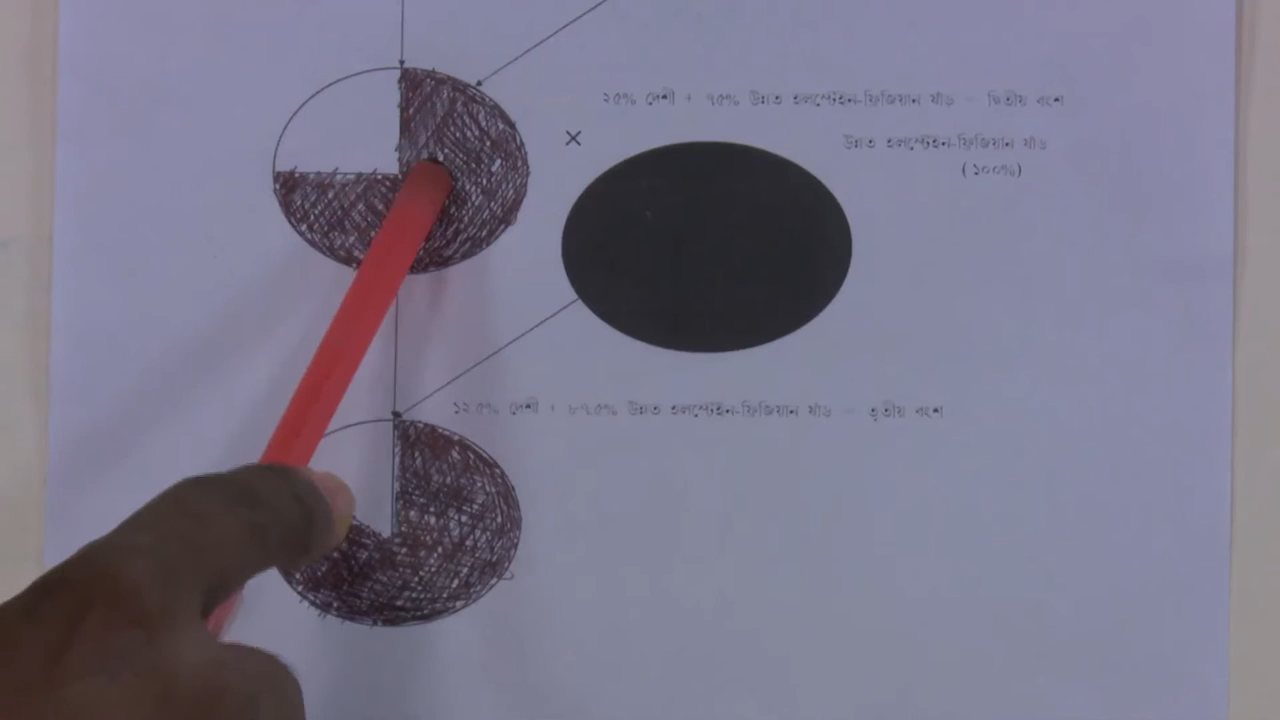 ২৫% দেশী + ৭৫% উন্নত হলস্টেইন-ফ্রিজিয়ান ষাঁড় – দ্বিতীয় বংশ
×
উন্নত হলস্টেইন-ফ্রিজিয়ান ষাঁড়
(১০০%)
১২.৫% দেশী + ৮৭.৫% উন্নত হলস্টেইন-ফ্রিজিয়ান ষাঁড় – তৃতীয় বংশ